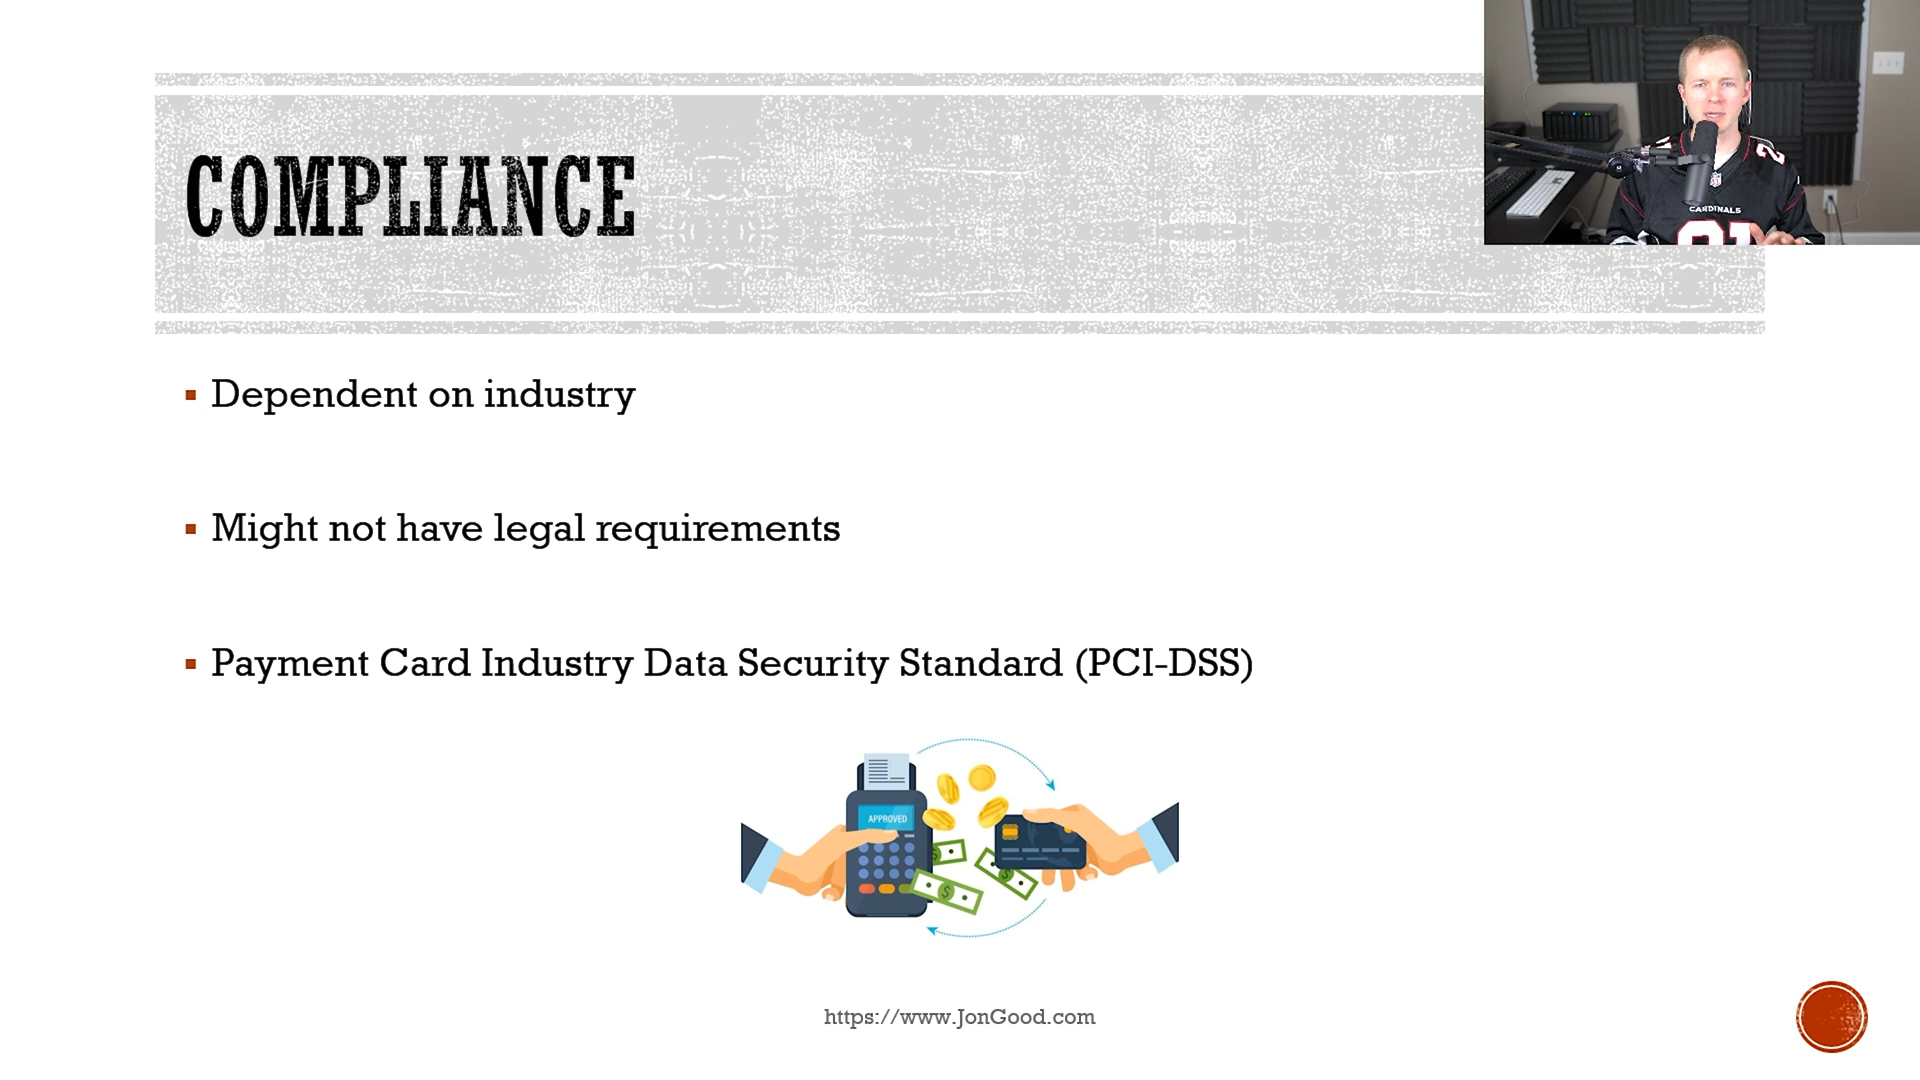 COMPLIANCE
Dependent on industry
Might not have legal requirements
Payment Card Industry Data Security Standard (PCI-DSS)
APPROVED
https://www.JonGood.com
CARDINALS